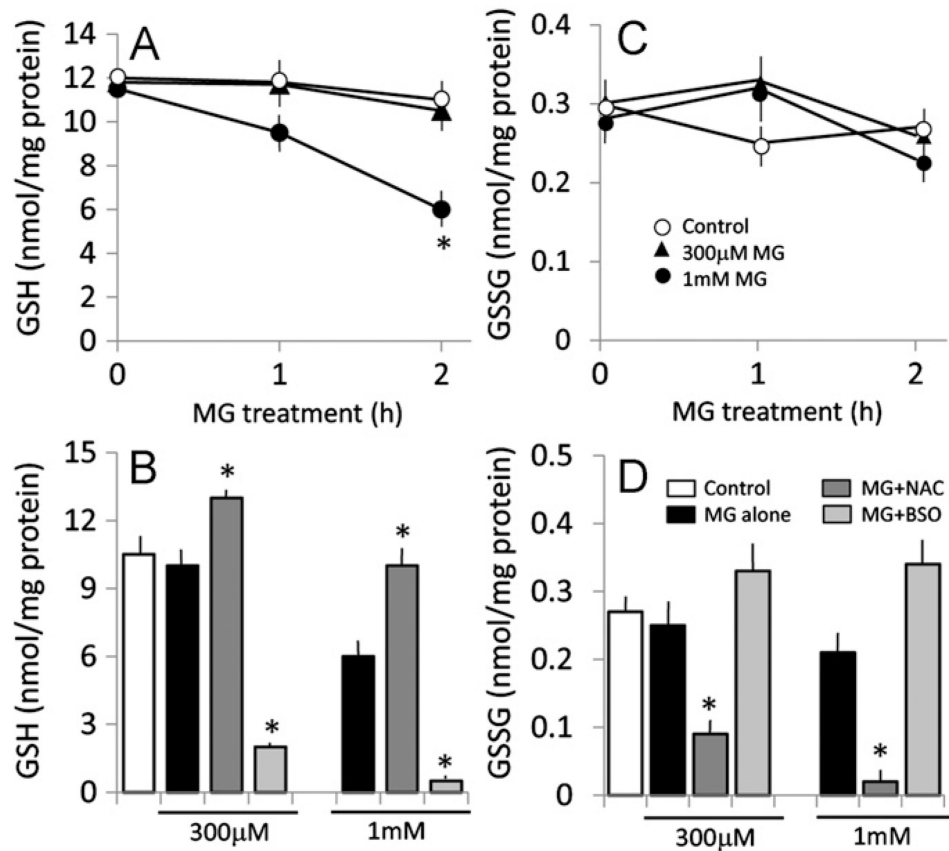 A
GSH (nmol/mg protein)
14
12
10
8
6
4
2
0
*
0 1 2
MG treatment (h)
C
GSSG (nmol/mg protein)
0.4
0.3
0.2
0.1
0
Control
300μM MG
1mM MG
0 1 2
MG treatment (h)
B
GSH (nmol/mg protein)
15
12
9
6
3
0
* * * *
300μM 1mM
D
GSSG (nmol/mg protein)
0.5
0.4
0.3
0.2
0.1
0
Control MG+NAC
MG alone MG+BSO
* *
300μM 1mM